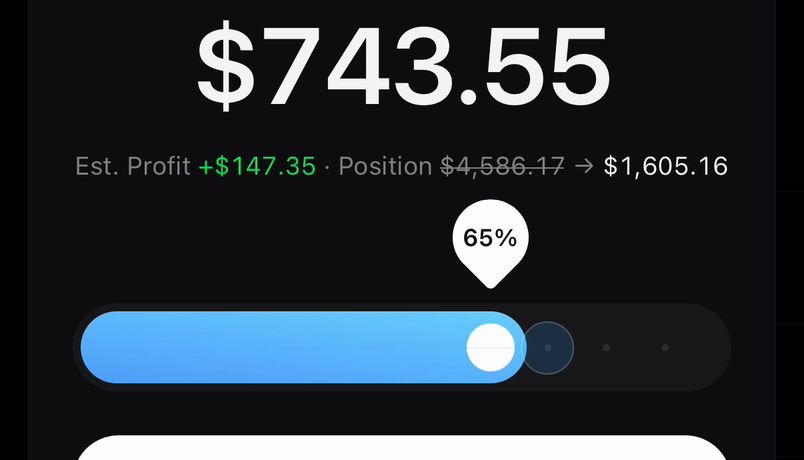 $743.55
Est. Profit +$147.35 · Position $4,586.17 → $1,605.16
65%